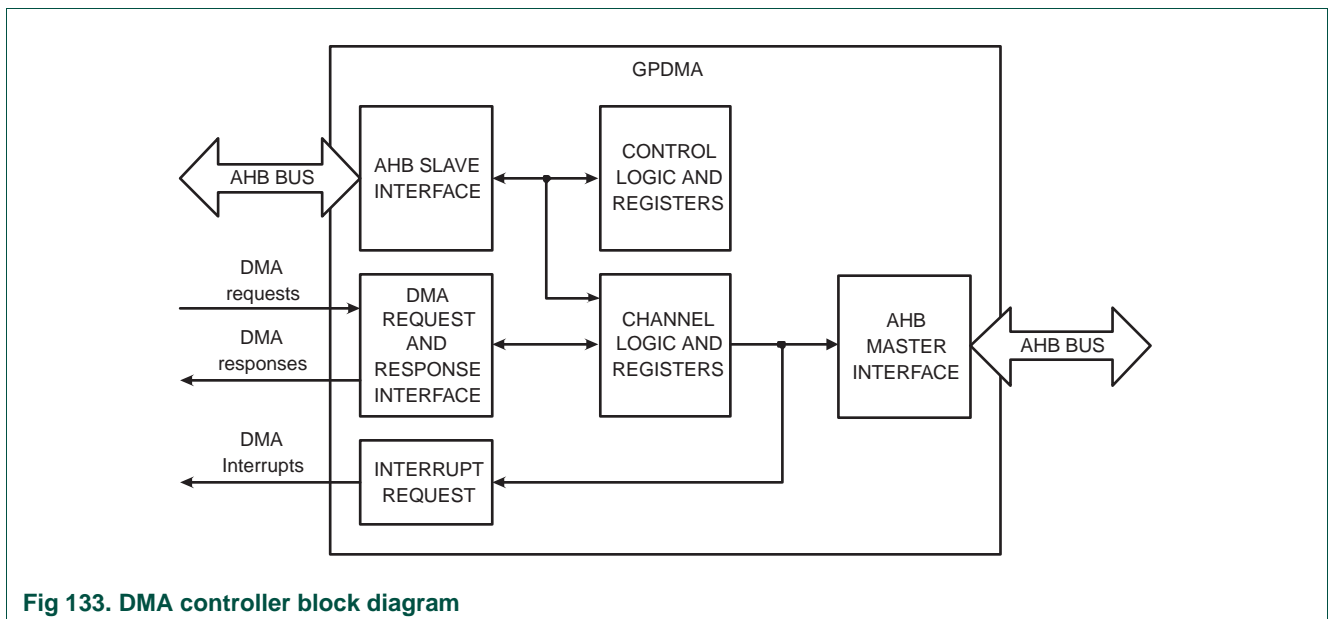 GPDMA
AHB BUS
AHB SLAVE
INTERFACE
CONTROL
LOGIC AND
REGISTERS
DMA
requests
DMA
responses
DMA
REQUEST
AND
RESPONSE
INTERFACE
CHANNEL
LOGIC AND
REGISTERS
AHB
MASTER
INTERFACE
AHB BUS
DMA
Interrupts
INTERRUPT
REQUEST
Fig 133. DMA controller block diagram